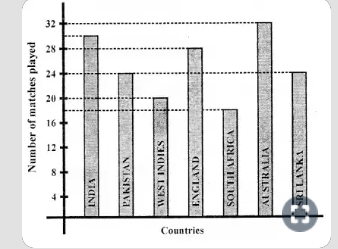 Number of matches played
32
28
24
20
16
12
8
4
INDIA
PAKISTAN
WEST INDIES
ENGLAND
SOUTH AFRICA
AUSTRALIA
SRI LANKA
Countries